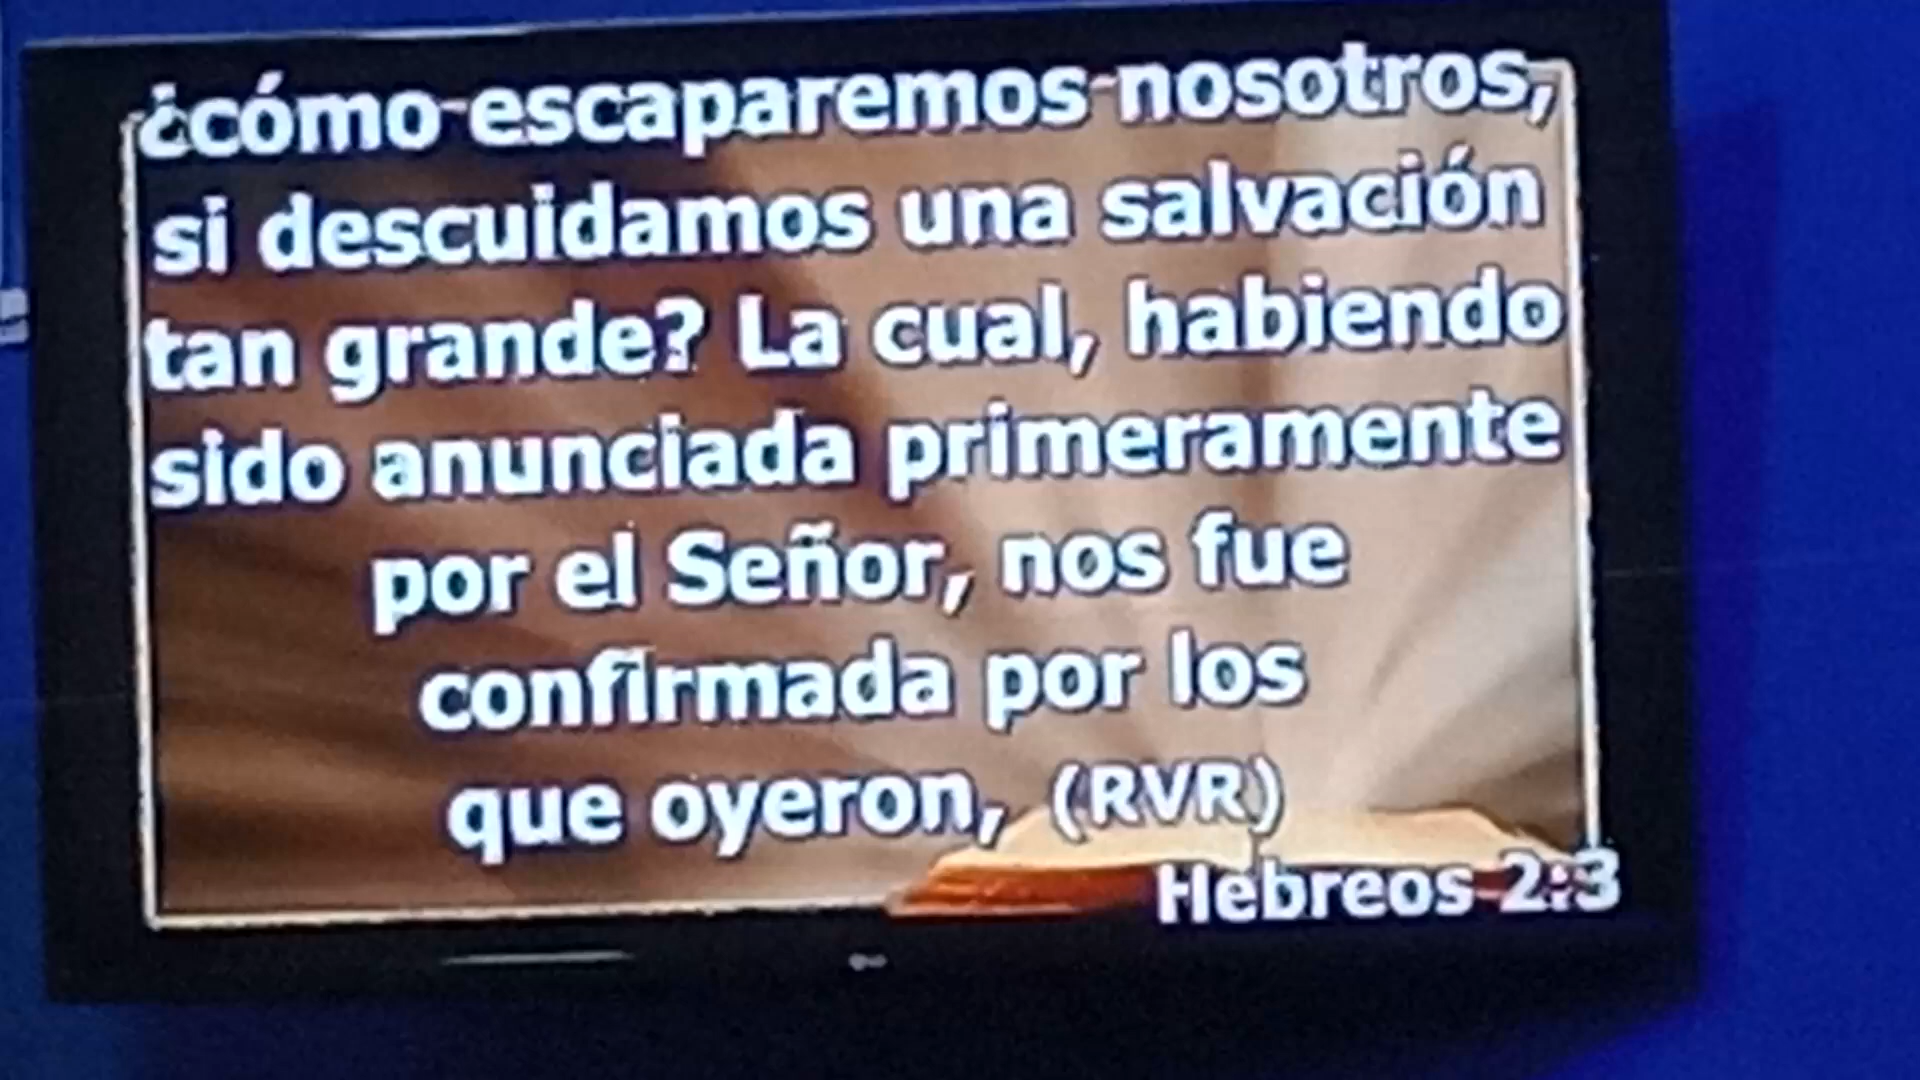 ¿cómo escaparemos nosotros,
si descuidamos una salvación
tan grande? La cual, habiendo
sido anunciada primeramente
por el Señor, nos fue
confirmada por los
que oyeron, (RVR)
Hebreos 2:3